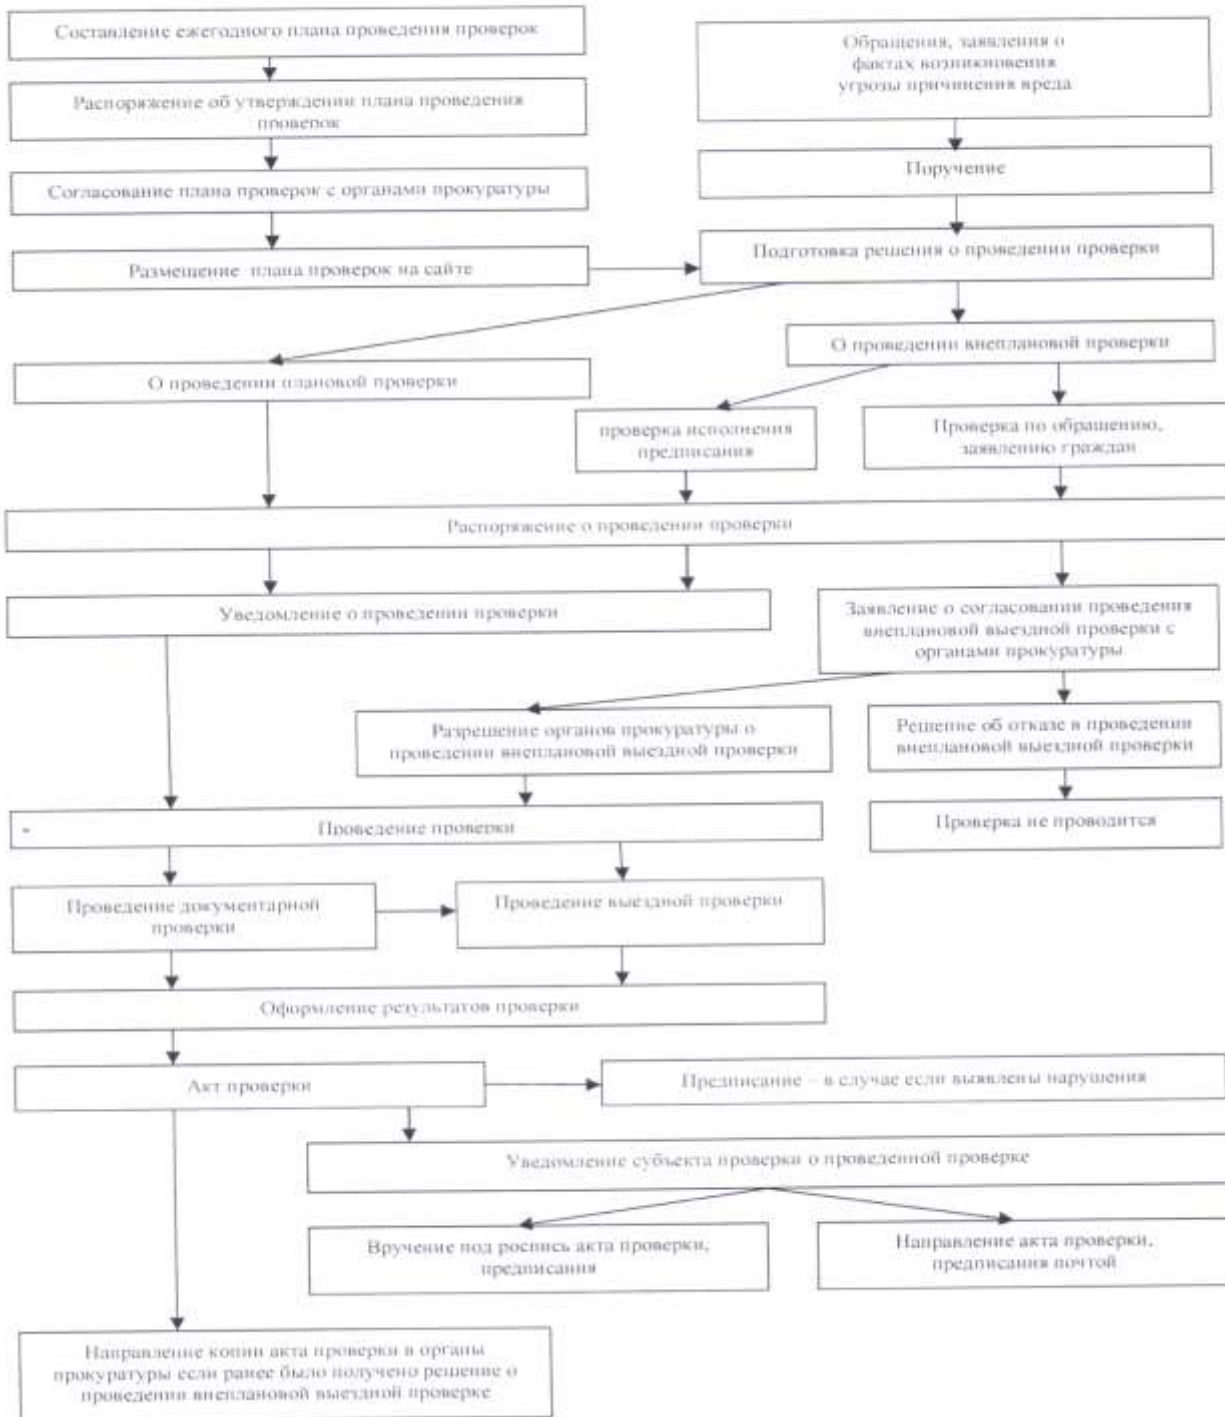 Составление ежегодного плана проведения проверок
Обращения, заявления о
фактах возникновения
угрозы причинения вреда.
Распоряжение об утверждении плана проведения
проверок
Поручение
Согласование плана проверок с органами прокуратуры
Подготовка решения о проведении проверки
Размещение плана проверок на сайте
О проведении внеплановой проверки
О проведении плановой проверки
проверка исполнения
предписания
Проверка по обращению,
заявлению граждан
Распоряжение о проведении проверки
Уведомление о проведении проверки
Заявление о согласовании проведения
внеплановой выездной проверки с
органами прокуратуры
Разрешение органов прокуратуры о
проведении внеплановой выездной проверки
Решение об отказе в проведении
внеплановой выездной проверки
- Проведение проверки
Проверка не проводится
Проведение документарной
проверки
Проведение выездной проверки
Оформление результатов проверки
Акт проверки
Предписание – в случае если выявлены нарушения
Уведомление субъекта проверки о проведенной проверке
Вручение под роспись акта проверки,
предписания
Направление акта проверки,
предписания почтой
Направление копии акта проверки в органы
прокуратуры если ранее было получено решение о
проведении внеплановой выездной проверке